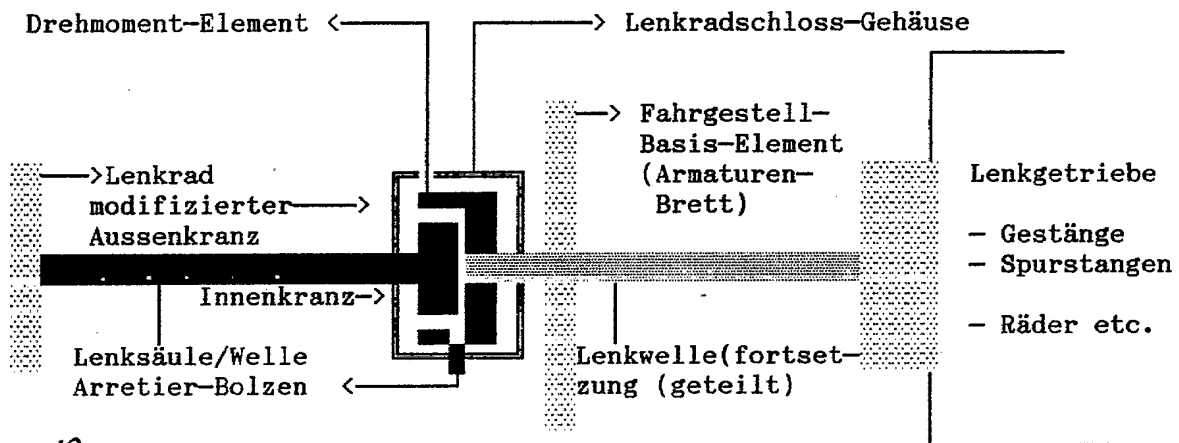 Drehmoment-Element <
> Lenkradschloss-Gehäuse
> Fahrgestell-
Basis-Element
(Armaturen-
Brett)
>Lenkrad
modifizierter >
Aussenkranz
Lenkgetriebe
- Gestänge
- Spurstangen
- Räder etc.
Innenkranz->
Lenksäule/Welle
Arretier-Bolzen <
Lenkwelle(fortset-
zung (geteilt)